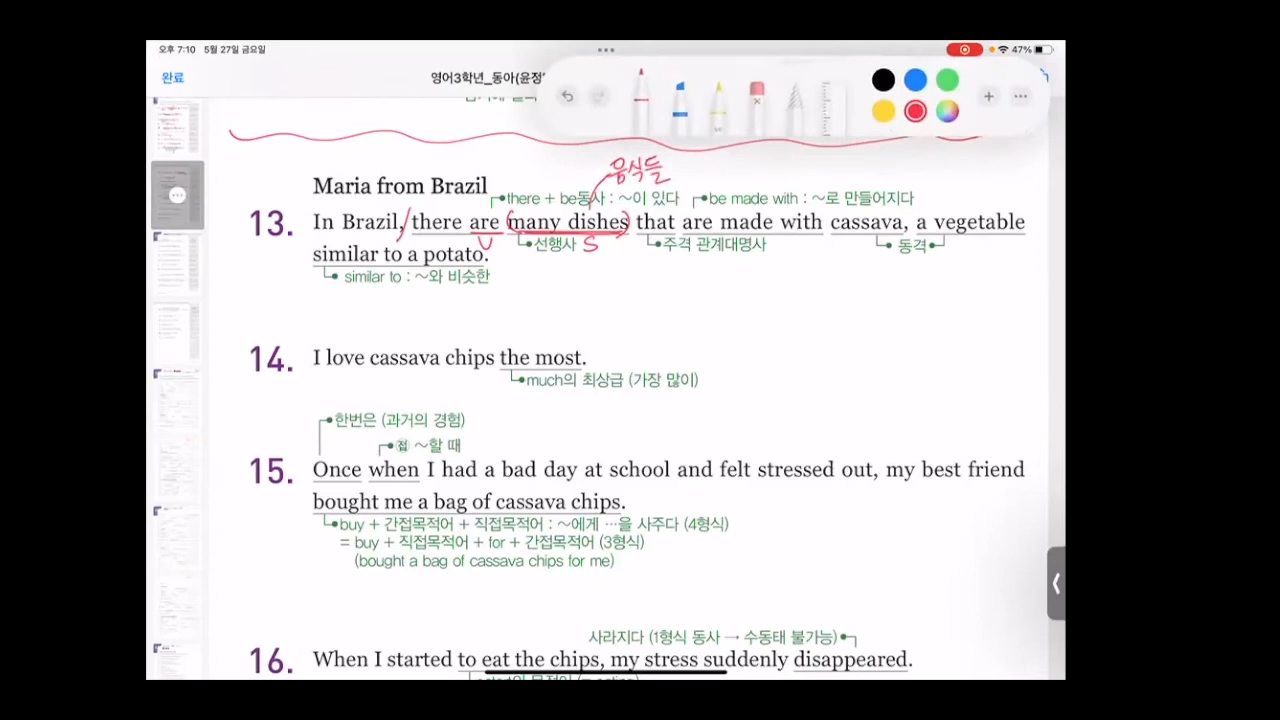 오후 7:10 5월 27일 금요일
47%
완료
영어3학년_동아(윤정
음식들
Maria from Brazil
there + be동사 : ~이 있다 be made with : ~로 만들어지다
13. In Brazil, there are many dishes that are made with cassava, a vegetable
V 선행사 S 주격 관계대명사 동격
similar to a potato.
similar to : ~와 비슷한
14. I love cassava chips the most.
much의 최상급 (가장 많이)
한번은 (과거의 경험)
접 ~할 때
15. Once when I had a bad day at school and felt stressed out, my best friend
bought me a bag of cassava chips.
buy + 간접목적어 + 직접목적어 : ~에게 …을 사주다 (4형식)
= buy + 직접목적어 + for + 간접목적어 (3형식)
(bought a bag of cassava chips for me)
사라지다 (1형식 동사 → 수동태 불가능)
16. When I started to eat the chips, my stress suddenly disappeared.